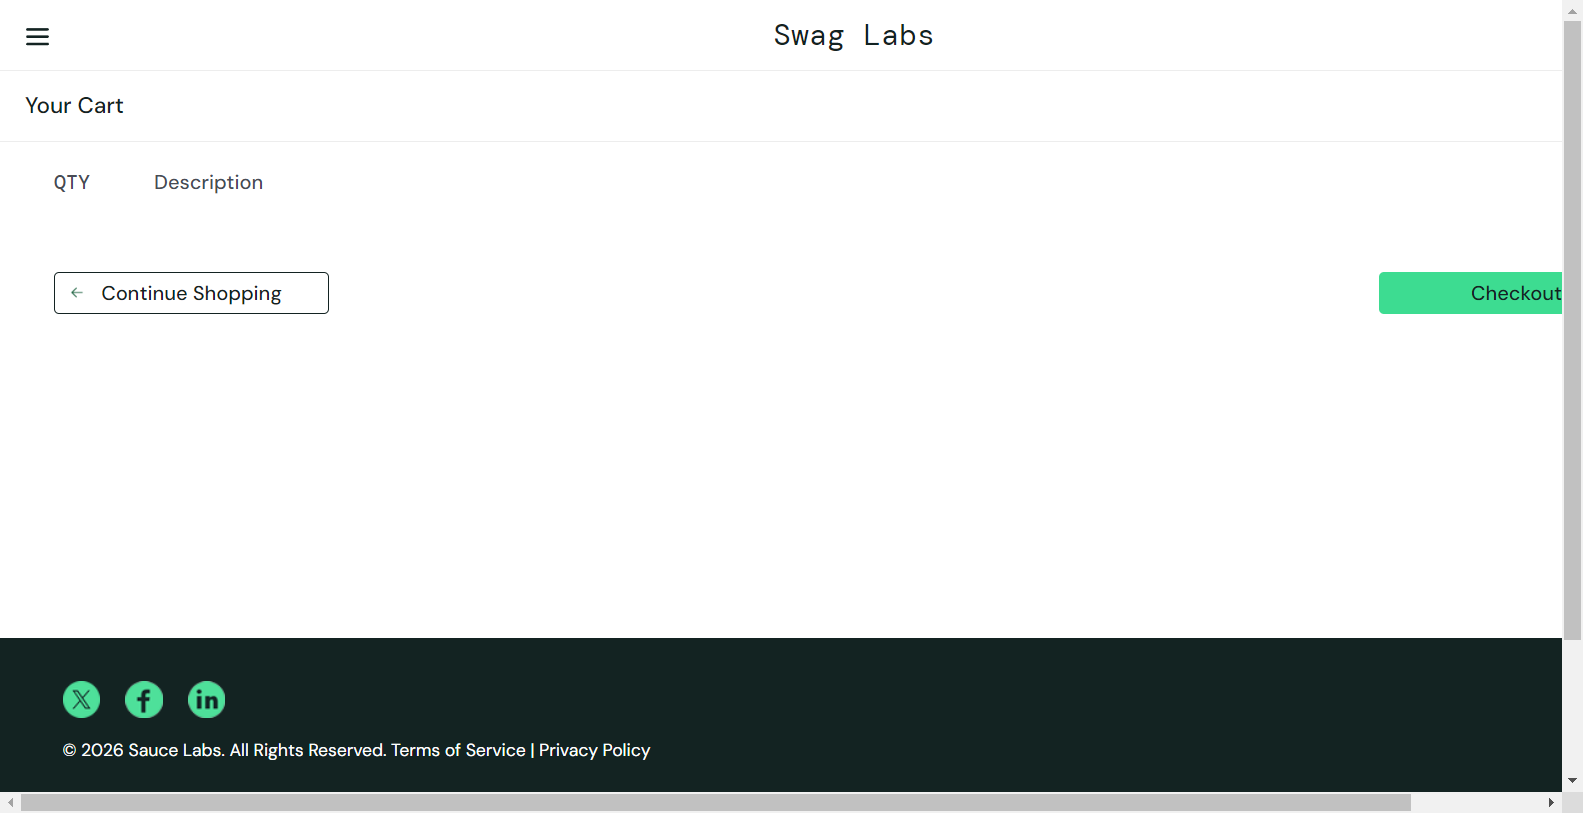 Swag Labs
Your Cart
QTY Description
Continue Shopping
Checkout
© 2026 Sauce Labs. All Rights Reserved. Terms of Service | Privacy Policy